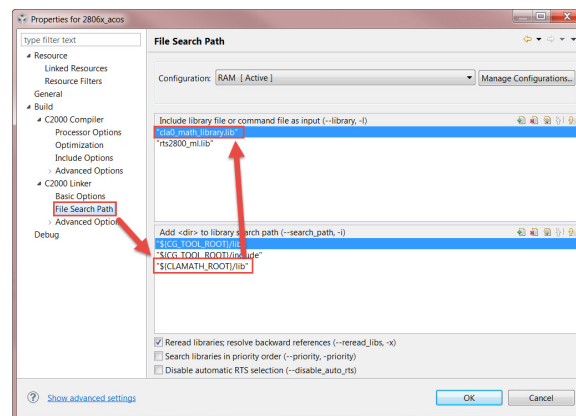 Properties for 2806x_acos
type filter text
Resource
Linked Resources
Resource Filters
General
Build
C2000 Compiler
Processor Options
Optimization
Include Options
Advanced Options
C2000 Linker
Basic Options
File Search Path
Advanced Options
Debug
File Search Path
Configuration: RAM [ Active ]
Manage Configurations...
Include library file or command file as input (--library, -l)
"cla0_math_library.lib"
"rts2800_ml.lib"
Add <dir> to library search path (--search_path, -i)
"${CG_TOOL_ROOT}/lib"
"${CG_TOOL_ROOT}/include"
"${CLAMATH_ROOT}/lib"
Reread libraries; resolve backward references (--reread_libs, -x)
Search libraries in priority order (--priority, -priority)
Disable automatic RTS selection (--disable_auto_rts)
Show advanced settings
OK
Cancel